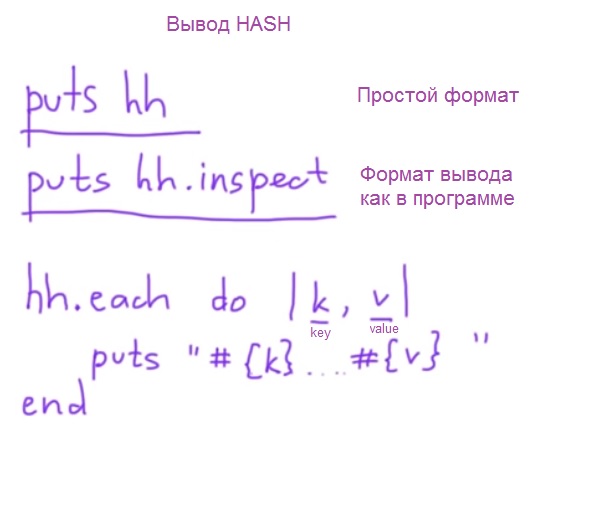 Вывод HASH
puts hh
Простой формат
puts hh.inspect
Формат вывода
как в программе
hh.each do |k, v|
key value
puts "#{k}....#{v} "
end